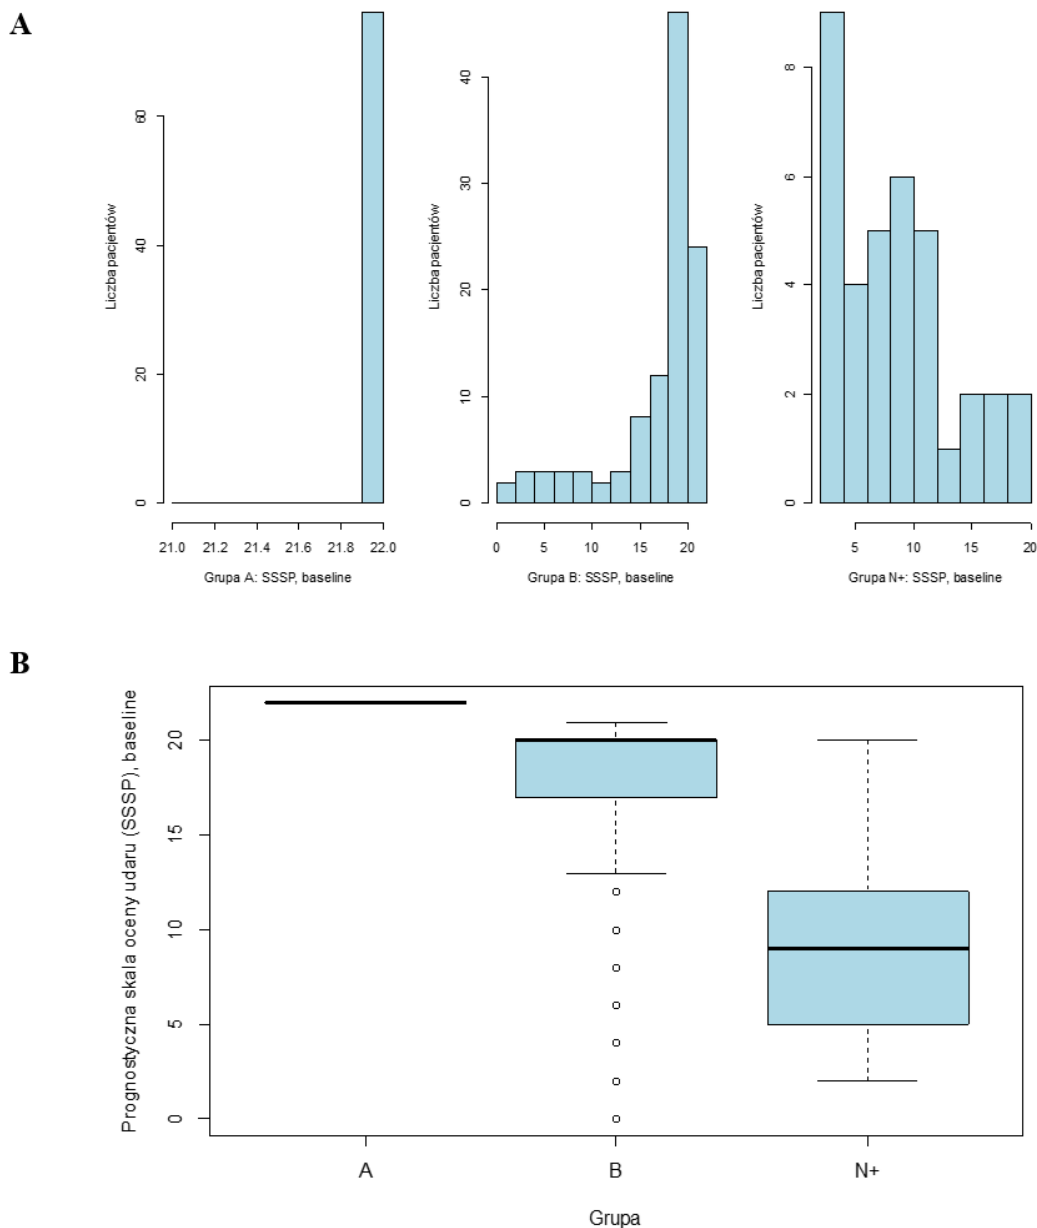 A
Liczba pacjentów
0
20
40
60
21.0 21.2 21.4 21.6 21.8 22.0
Grupa A: SSSP, baseline
Liczba pacjentów
0
10
20
30
40
0 5 10 15 20
Grupa B: SSSP, baseline
Liczba pacjentów
0
2
4
6
8
5 10 15 20
Grupa N+: SSSP, baseline
B
Prognostyczna skala oceny udaru (SSSP), baseline
0
5
10
15
20
A B N+
Grupa